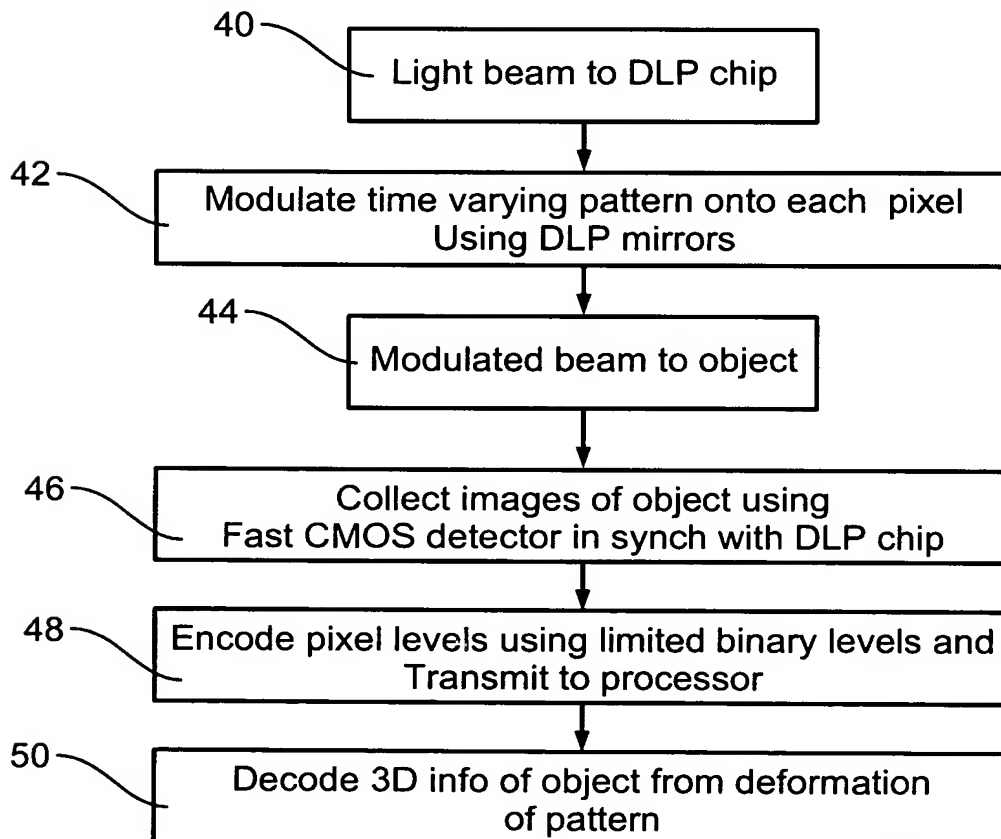 40
Light beam to DLP chip
42
Modulate time varying pattern onto each pixel
Using DLP mirrors
44
Modulated beam to object
46
Collect images of object using
Fast CMOS detector in synch with DLP chip
48
Encode pixel levels using limited binary levels and
Transmit to processor
50
Decode 3D info of object from deformation
of pattern